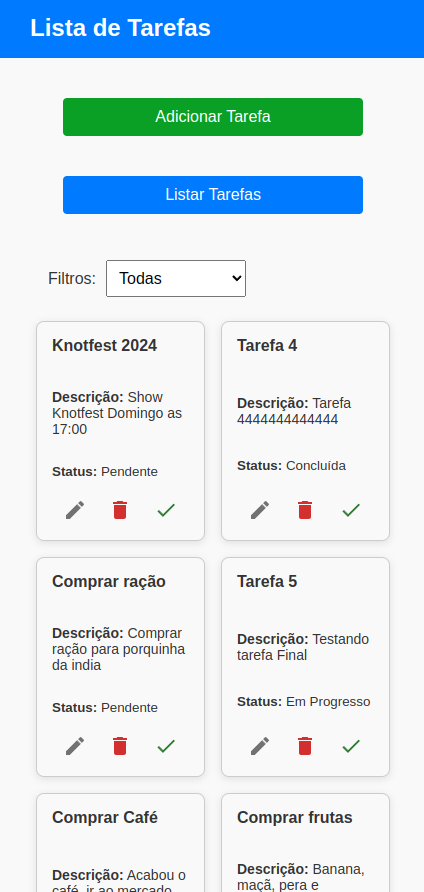 Lista de Tarefas
Adicionar Tarefa
Listar Tarefas
Filtros: Todas
Knotfest 2024
Descrição: Show
Knotfest Domingo as
17:00
Status: Pendente
Tarefa 4
Descrição: Tarefa
4444444444444
Status: Concluída
Comprar ração
Descrição: Comprar
ração para porquinha
da india
Status: Pendente
Tarefa 5
Descrição: Testando
tarefa Final
Status: Em Progresso
Comprar Café
Descrição: Acabou o
café, ir ao mercado
Comprar frutas
Descrição: Banana,
maçã, pera e